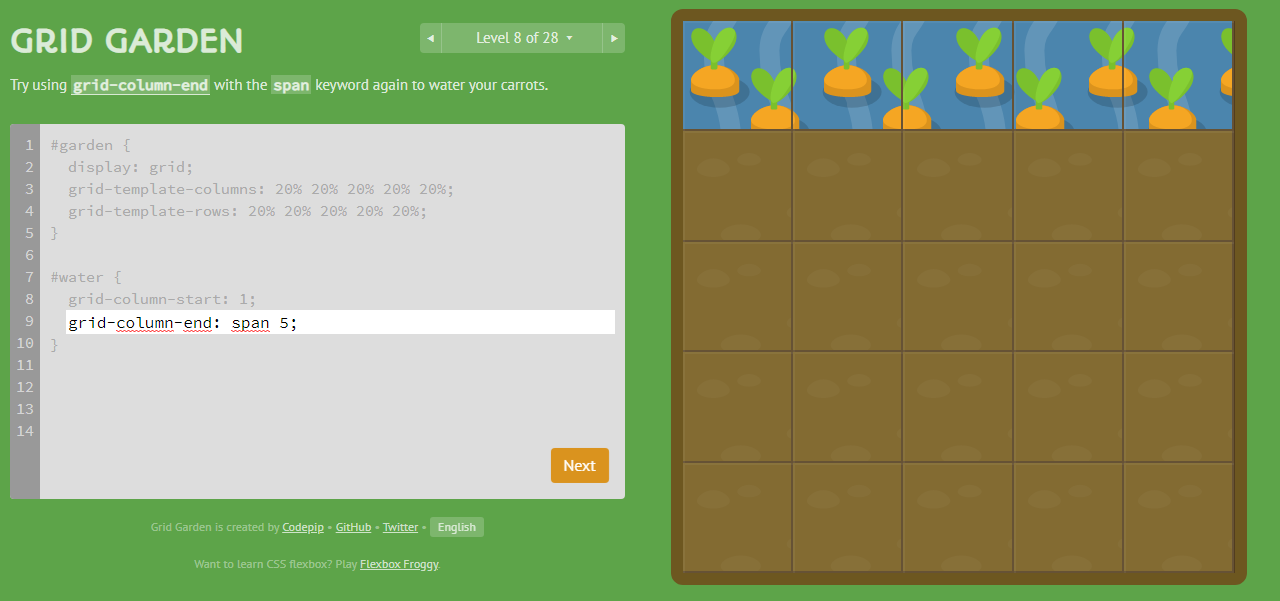 GRID GARDEN
◀ Level 8 of 28 ▾ ▶
Try using grid-column-end with the span keyword again to water your carrots.
1 #garden {
2 display: grid;
3 grid-template-columns: 20% 20% 20% 20% 20%;
4 grid-template-rows: 20% 20% 20% 20% 20%;
5 }
6
7 #water {
8 grid-column-start: 1;
9 grid-column-end: span 5;
10 }
11
12
13
14
Next
Grid Garden is created by Codepip • GitHub • Twitter • English
Want to learn CSS flexbox? Play Flexbox Froggy.